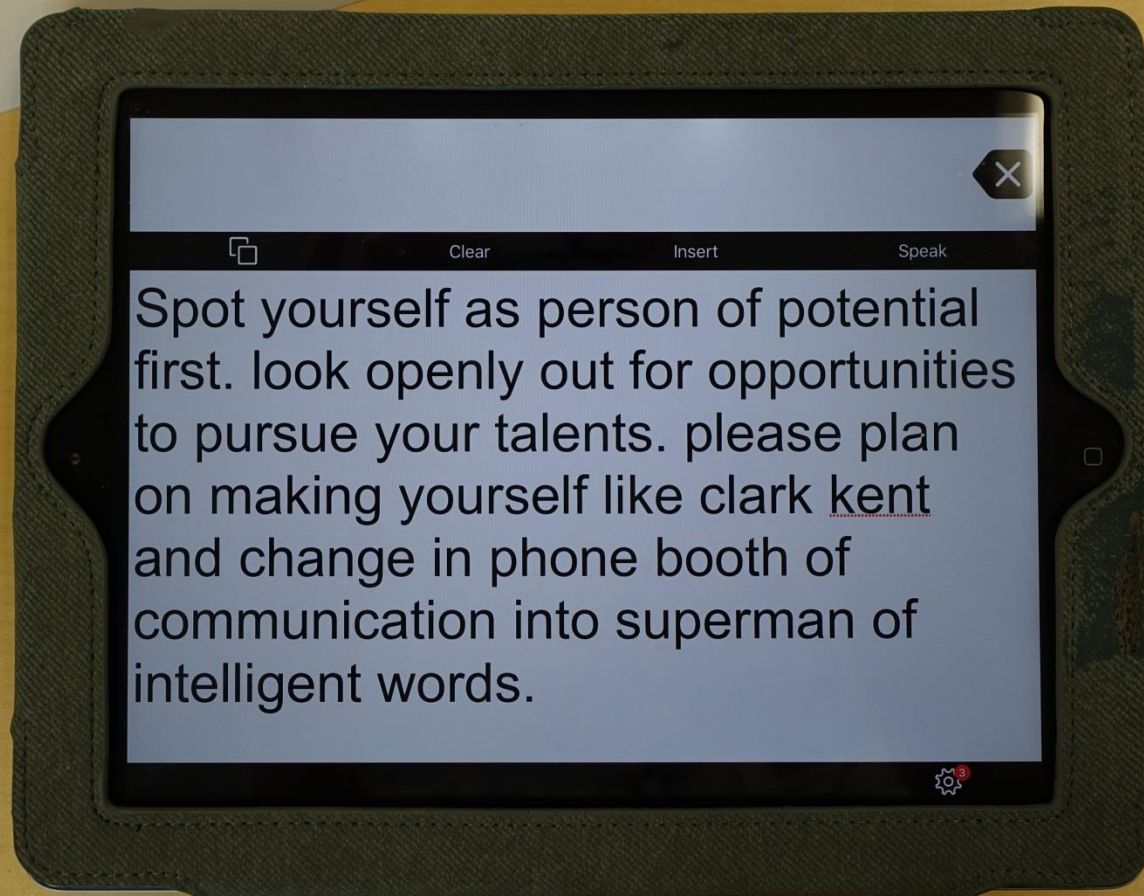 Clear Insert Speak
Spot yourself as person of potential
first. look openly out for opportunities
to pursue your talents. please plan
on making yourself like clark kent
and change in phone booth of
communication into superman of
intelligent words.
3